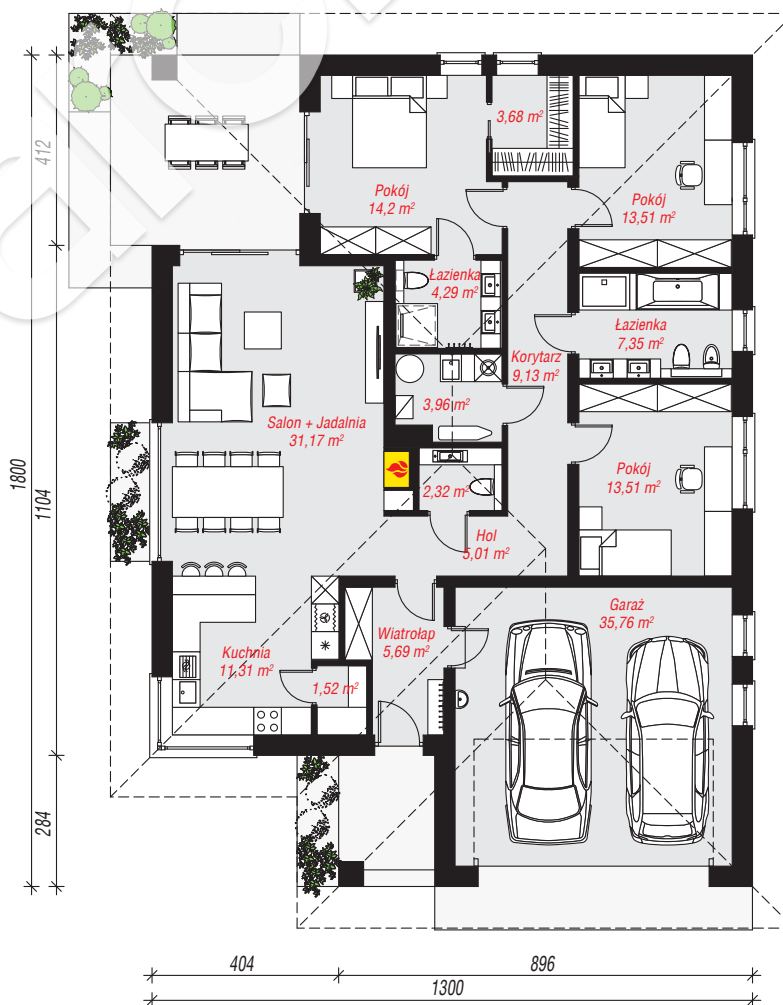 3,68 m²
Pokój
14,2 m²
Pokój
13,51 m²
412
Łazienka
4,29 m²
Łazienka
7,35 m²
Korytarz
9,13 m²
3,96 m²
Salon + Jadalnia
31,17 m²
1800
1104
Pokój
13,51 m²
2,32 m²
Hol
5,01 m²
Garaż
35,76 m²
Wiatrołap
5,69 m²
Kuchnia
11,31 m²
1,52 m²
284
404
896
1300